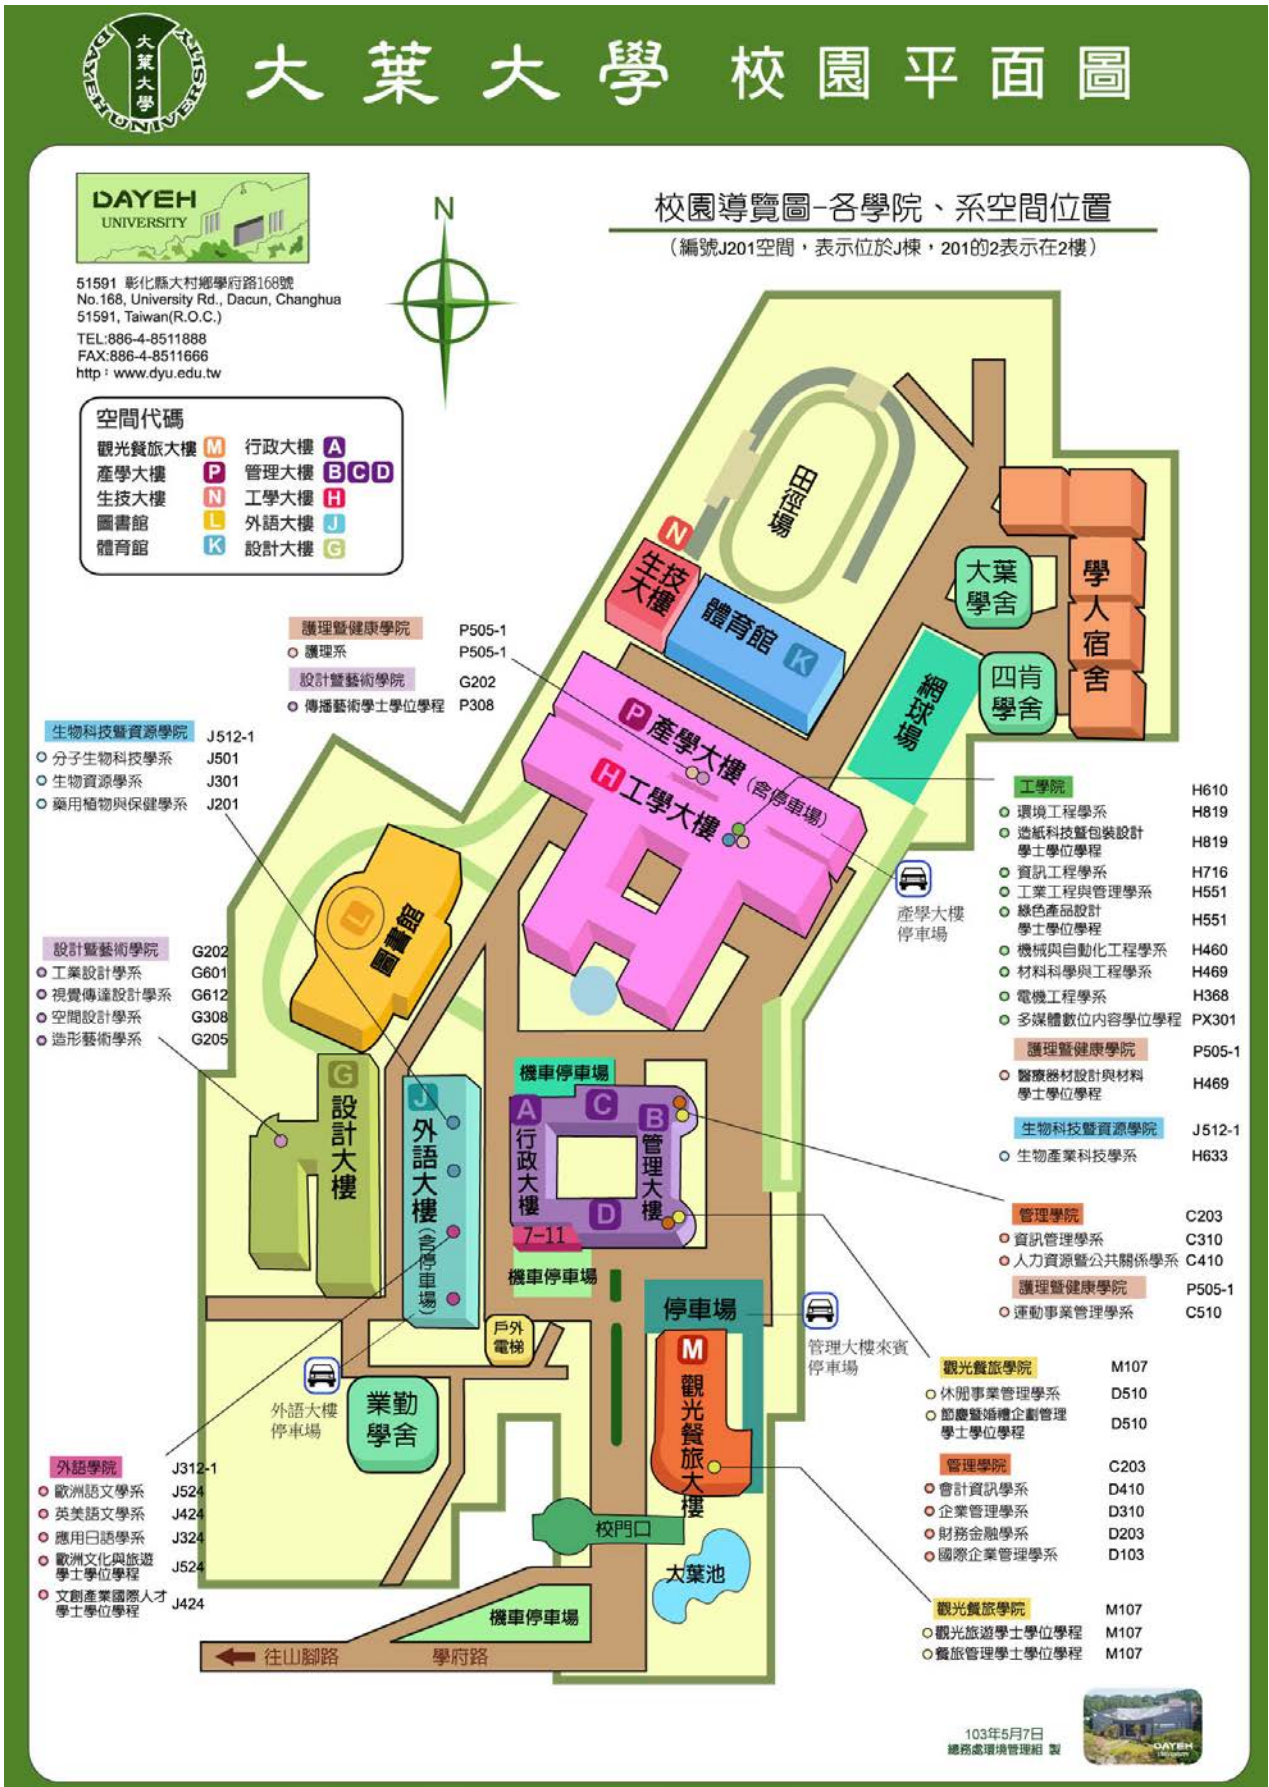 大葉大學
DAYEH UNIVERSITY
大葉大學 校園平面圖
DAYEH
UNIVERSITY
51591 彰化縣大村鄉學府路168號
No.168, University Rd., Dacun, Changhua
51591, Taiwan(R.O.C.)
TEL:886-4-8511888
FAX:886-4-8511666
http：www.dyu.edu.tw
N
校園導覽圖-各學院、系空間位置
（編號J201空間，表示位於J棟，201的2表示在2樓）
空間代碼
觀光餐旅大樓 M 行政大樓 A
產學大樓 P 管理大樓 B C D
生技大樓 N 工學大樓 H
圖書館 L 外語大樓 J
體育館 K 設計大樓 G
田徑場
N
生技
大樓
體育館 K
大葉
學舍
學人宿舍
四肯
學舍
網球場
護理暨健康學院 P505-1
護理系 P505-1
設計暨藝術學院 G202
傳播藝術學士學位學程 P308
P 產學大樓（含停車場）
H 工學大樓
生物科技暨資源學院 J512-1
分子生物科技學系 J501
生物資源學系 J301
藥用植物與保健學系 J201
工學院 H610
環境工程學系 H819
造紙科技暨包裝設計
學士學位學程 H819
資訊工程學系 H716
工業工程與管理學系 H551
綠色產品設計
學士學位學程 H551
機械與自動化工程學系 H460
材料科學與工程學系 H469
電機工程學系 H368
多媒體數位內容學位學程 PX301
護理暨健康學院 P505-1
醫療器材設計與材料
學士學位學程 H469
生物科技暨資源學院 J512-1
生物產業科技學系 H633
產學大樓
停車場
L
圖書館
設計暨藝術學院 G202
工業設計學系 G601
視覺傳達設計學系 G612
空間設計學系 G308
造形藝術學系 G205
G
設計大樓
J
外語大樓（含停車場）
機車停車場
A
行政大樓
C
B
管理大樓
D
7-11
機車停車場
管理學院 C203
資訊管理學系 C310
人力資源暨公共關係學系 C410
護理暨健康學院 P505-1
運動事業管理學系 C510
停車場
管理大樓來賓
停車場
戶外
電梯
M
觀光餐旅大樓
外語大樓
停車場
業勤
學舍
觀光餐旅學院 M107
休閒事業管理學系 D510
節慶暨婚禮企劃管理
學士學位學程 D510
管理學院 C203
會計資訊學系 D410
企業管理學系 D310
財務金融學系 D203
國際企業管理學系 D103
外語學院 J312-1
歐洲語文學系 J524
英美語文學系 J424
應用日語學系 J324
歐洲文化與旅遊
學士學位學程 J524
文創產業國際人才
學士學位學程 J424
校門口
大葉池
機車停車場
觀光餐旅學院 M107
觀光旅遊學士學位學程 M107
餐旅管理學士學位學程 M107
往山腳路 學府路
103年5月7日
總務處環境管理組 製
DAYEH
UNIVERSITY